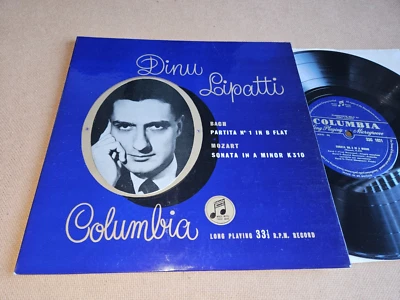 Dinu
Lipatti
BACH
PARTITA Nº 1 IN B FLAT
MOZART
SONATA IN A MINOR K310
Columbia
LONG PLAYING 33⅓ R.P.M. RECORD
COLUMBIA